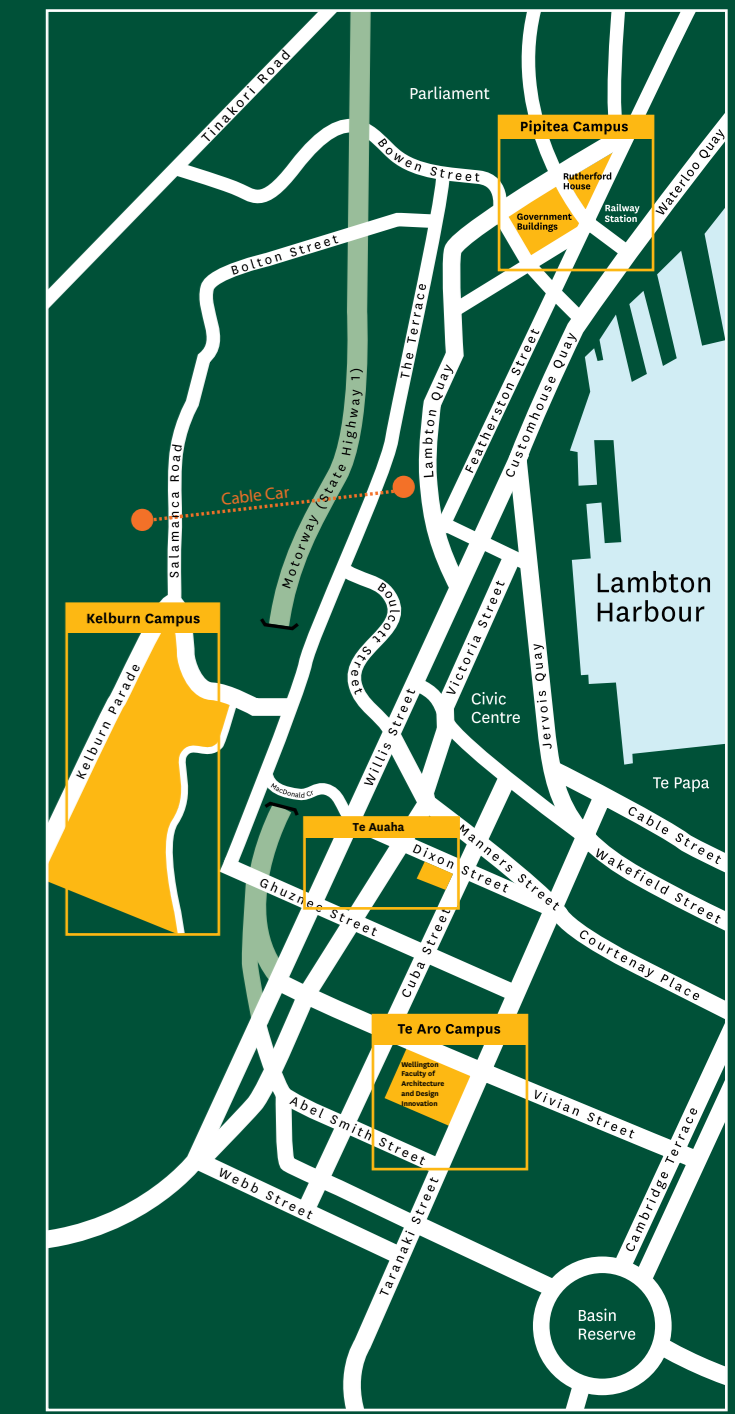 Tinakori Road
Parliament
Bowen Street
Pipitea Campus
Rutherford
House
Government
Buildings
Railway
Station
Waterloo Quay
Bolton Street
The Terrace
Motorway (State Highway 1)
Lambton Quay
Featherston Street
Customhouse Quay
Salamanca Road
Cable Car
Lambton
Harbour
Kelburn Campus
Kelburn Parade
Boulcott Street
Victoria Street
Willis Street
Civic
Centre
Jervois Quay
Te Papa
MacDonald Cr
Te Auaha
Dixon Street
Manners Street
Cable Street
Wakefield Street
Ghuznee Street
Cuba Street
Courtenay Place
Te Aro Campus
Wellington
Faculty of
Architecture
and Design
Innovation
Vivian Street
Abel Smith Street
Webb Street
Taranaki Street
Cambridge Terrace
Basin
Reserve